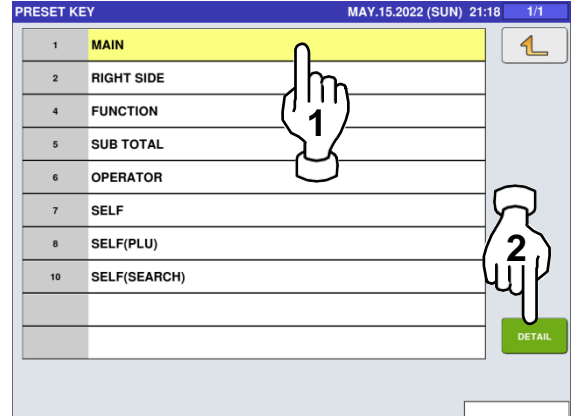 PRESET KEY MAY.15.2022 (SUN) 21:18 1/1
1 MAIN
2 RIGHT SIDE
4 FUNCTION
5 SUB TOTAL
6 OPERATOR
7 SELF
8 SELF(PLU)
10 SELF(SEARCH)
1
2
DETAIL